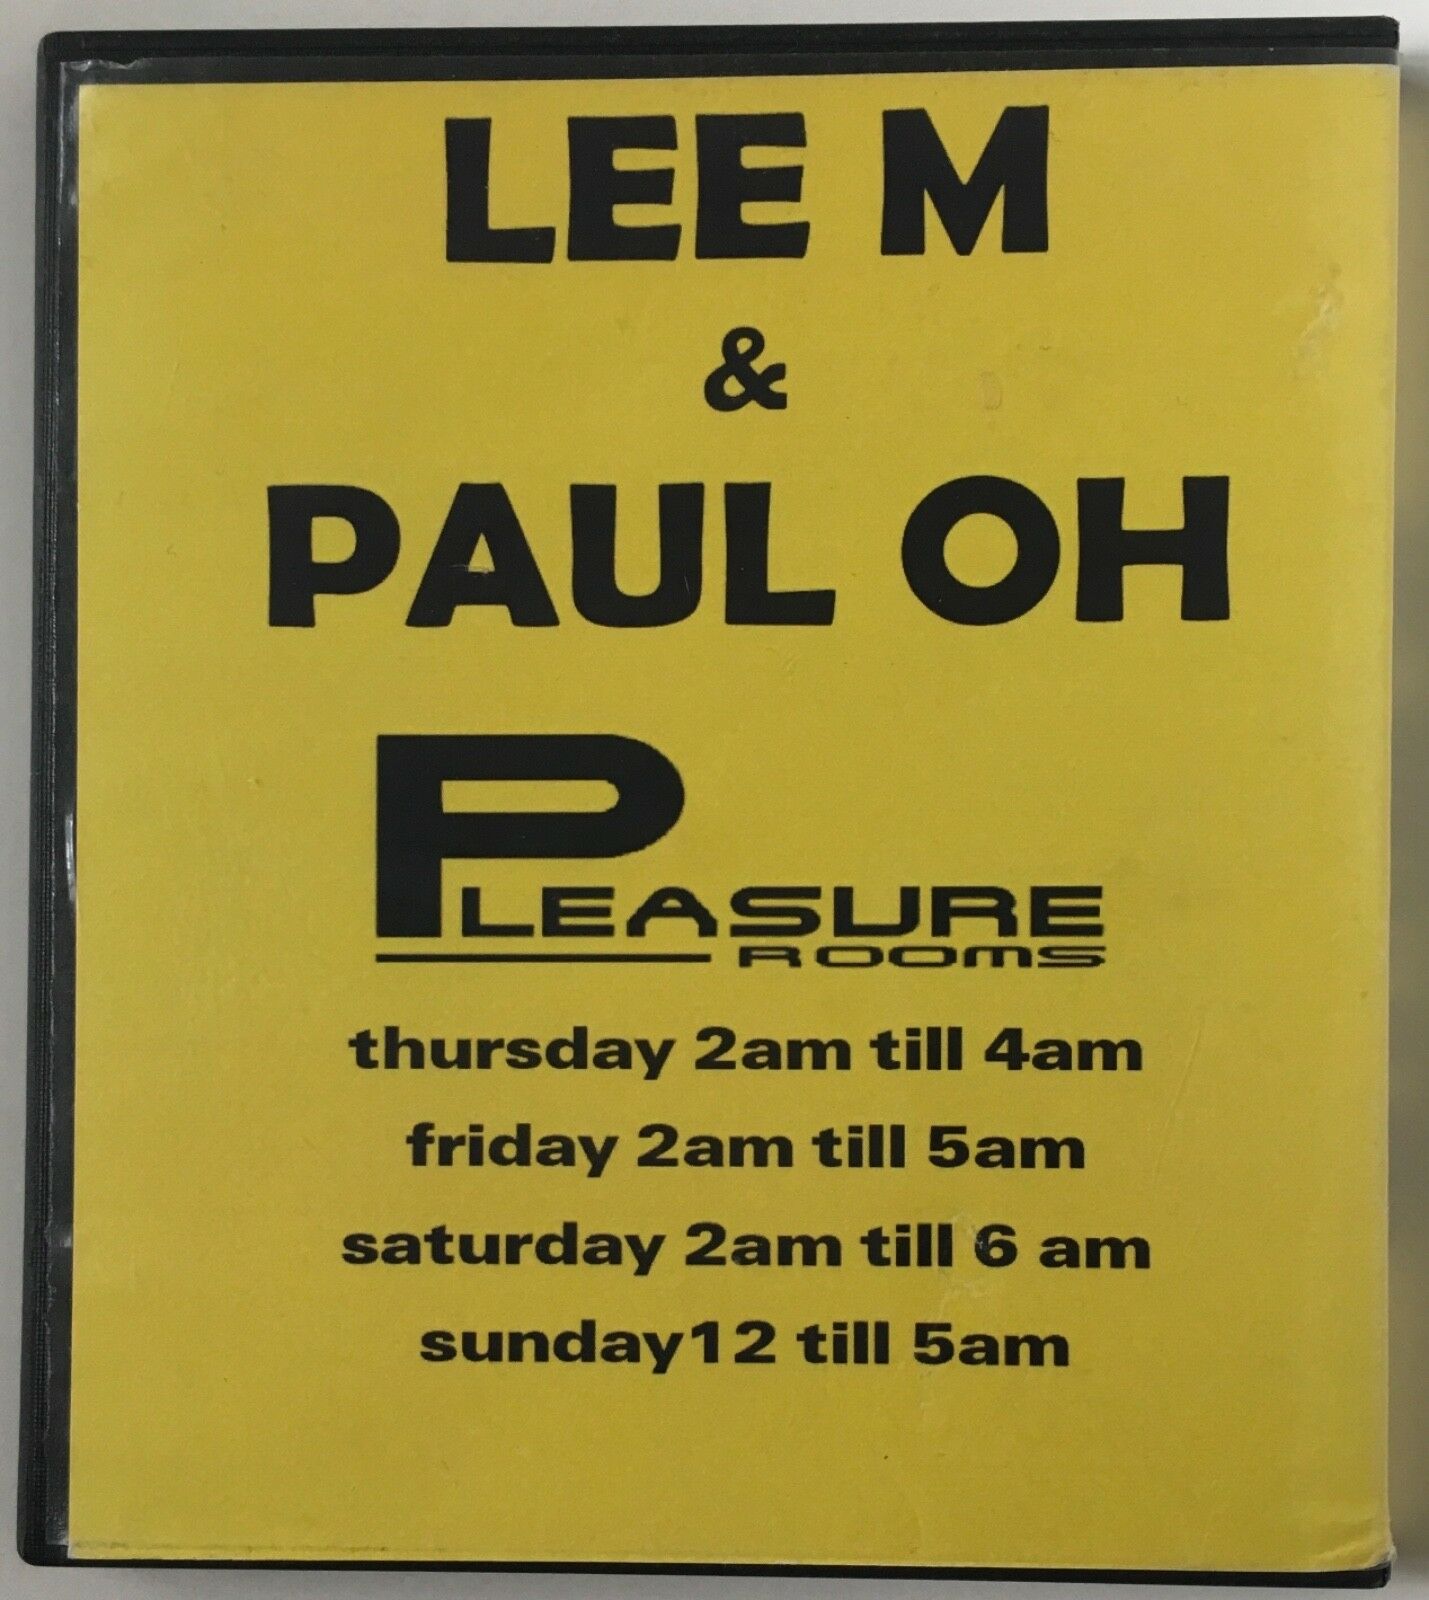 LEE M
&
PAUL OH
PLEASURE
ROOMS
thursday 2am till 4am
friday 2am till 5am
saturday 2am till 6 am
sunday12 till 5am